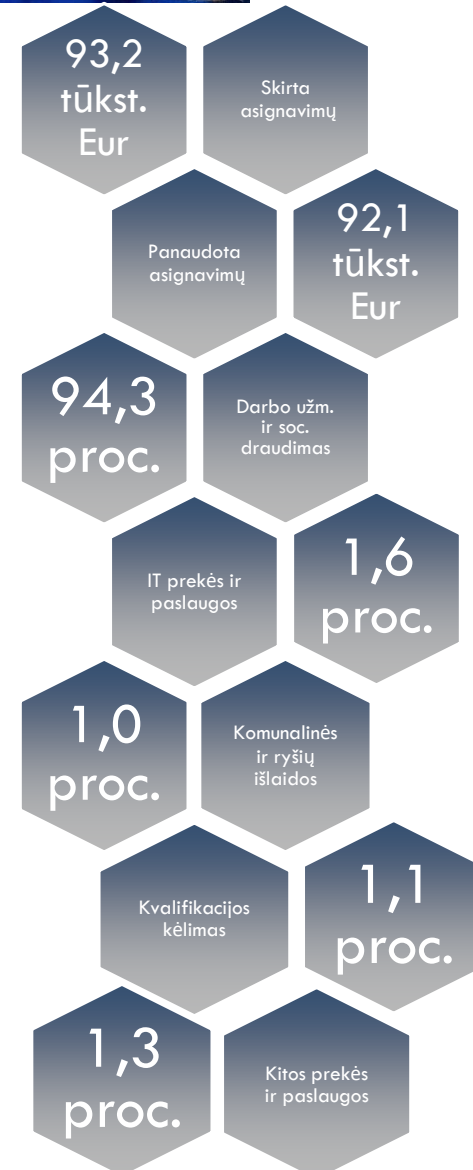 93,2
tūkst.
Eur
Skirta
asignavimų
Panaudota
asignavimų
92,1
tūkst.
Eur
94,3
proc.
Darbo užm.
ir soc.
draudimas
IT prekės ir
paslaugos
1,6
proc.
1,0
proc.
Komunalinės
ir ryšių
išlaidos
Kvalifikacijos
kėlimas
1,1
proc.
1,3
proc.
Kitos prekės
ir paslaugos